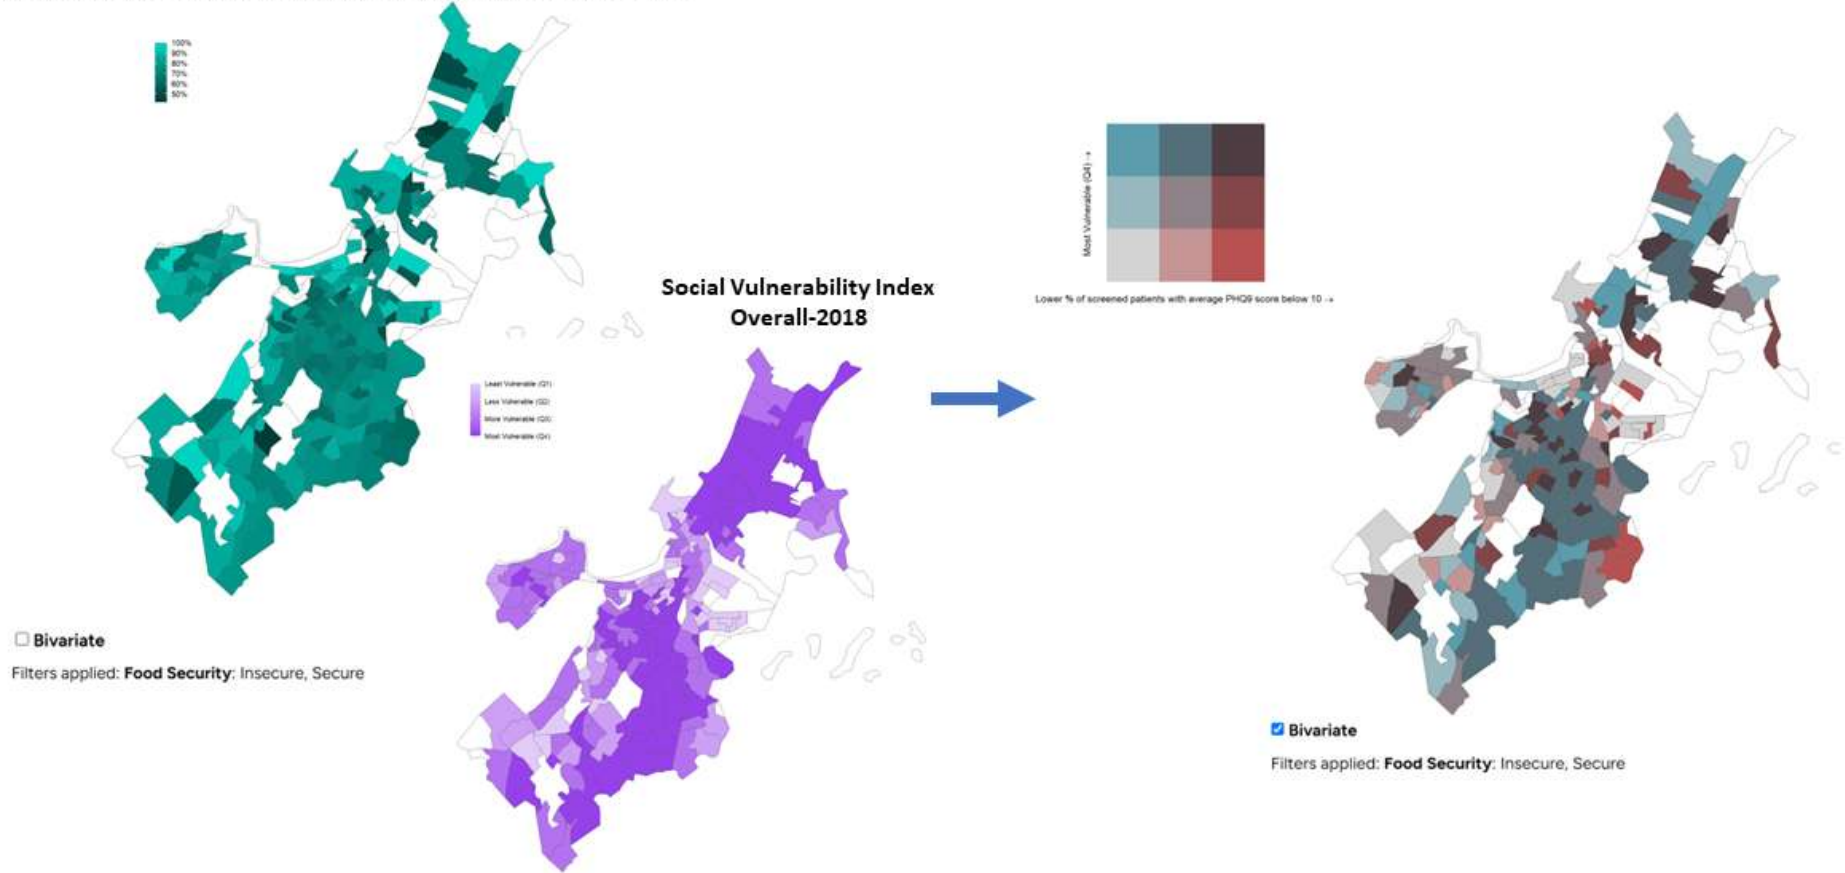 100%
90%
80%
70%
60%
50%
Bivariate
Filters applied: Food Security: Insecure, Secure
Social Vulnerability Index
Overall-2018
Least Vulnerable (Q1)
Less Vulnerable (Q2)
More Vulnerable (Q3)
Most Vulnerable (Q4)
Most Vulnerable (Q4) →
Lower % of screened patients with average PHQ9 score below 10 →
Bivariate
Filters applied: Food Security: Insecure, Secure